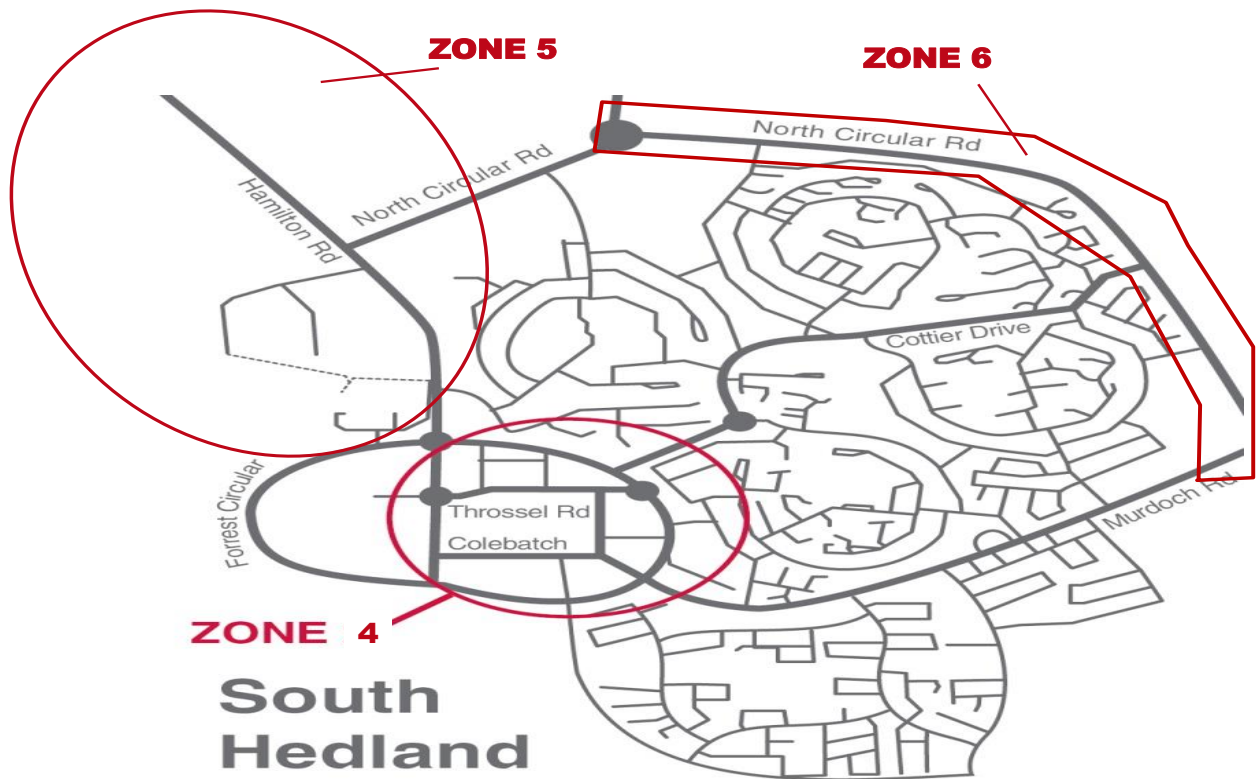 ZONE 5
ZONE 6
North Circular Rd
North Circular Rd
Hamilton Rd
Cottier Drive
Forrest Circular
Throssel Rd
Colebatch
Murdoch Rd
ZONE 4
South
Hedland